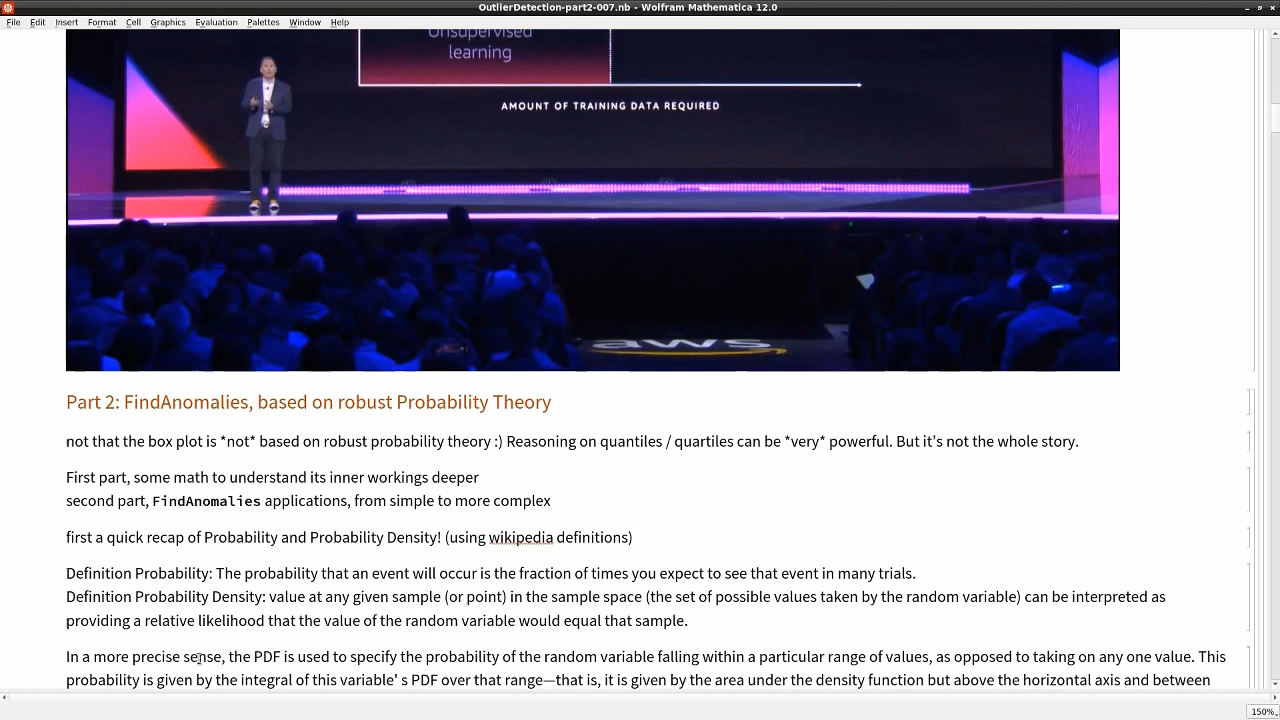 OutlierDetection-part2-007.nb - Wolfram Mathematica 12.0
File Edit Insert Format Cell Graphics Evaluation Palettes Window Help
Unsupervised
learning
AMOUNT OF TRAINING DATA REQUIRED
aws
Part 2: FindAnomalies, based on robust Probability Theory
not that the box plot is *not* based on robust probability theory :) Reasoning on quantiles / quartiles can be *very* powerful. But it’s not the whole story.
First part, some math to understand its inner workings deeper
second part, FindAnomalies applications, from simple to more complex
first a quick recap of Probability and Probability Density! (using wikipedia definitions)
Definition Probability: The probability that an event will occur is the fraction of times you expect to see that event in many trials.
Definition Probability Density: value at any given sample (or point) in the sample space (the set of possible values taken by the random variable) can be interpreted as
providing a relative likelihood that the value of the random variable would equal that sample.
In a more precise sense, the PDF is used to specify the probability of the random variable falling within a particular range of values, as opposed to taking on any one value. This
probability is given by the integral of this variable' s PDF over that range—that is, it is given by the area under the density function but above the horizontal axis and between
150%